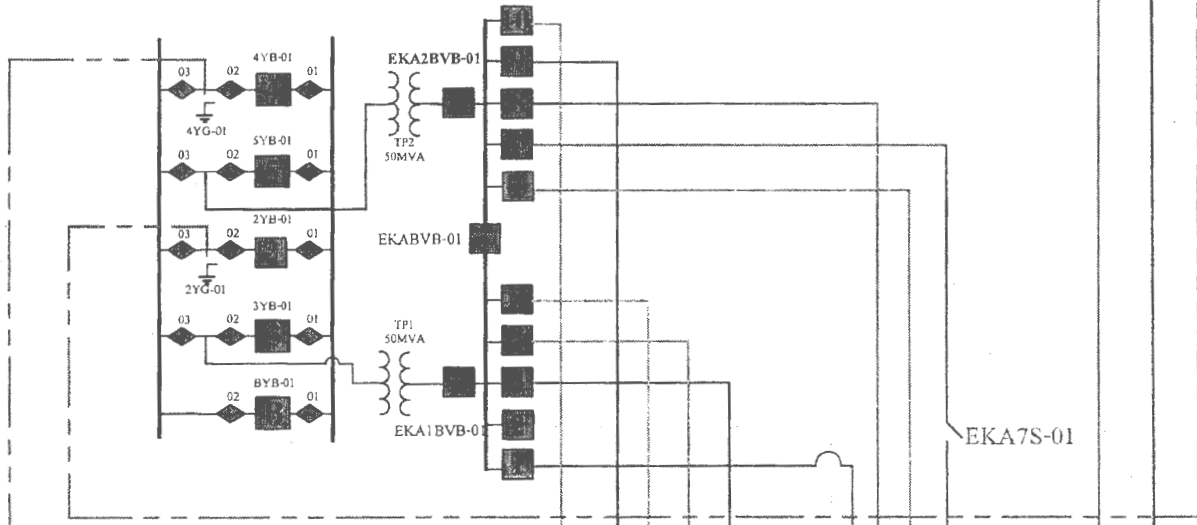 4YB-01
03 02 01
4YG-01
5YB-01
03 02 01
2YB-01
03 02 01
2YG-01
3YB-01
03 02 01
BYB-01
02 01
EKA2BVB-01
TP2
50MVA
EKABVB-01
TP1
50MVA
EKA1BVB-01
EKA7S-01